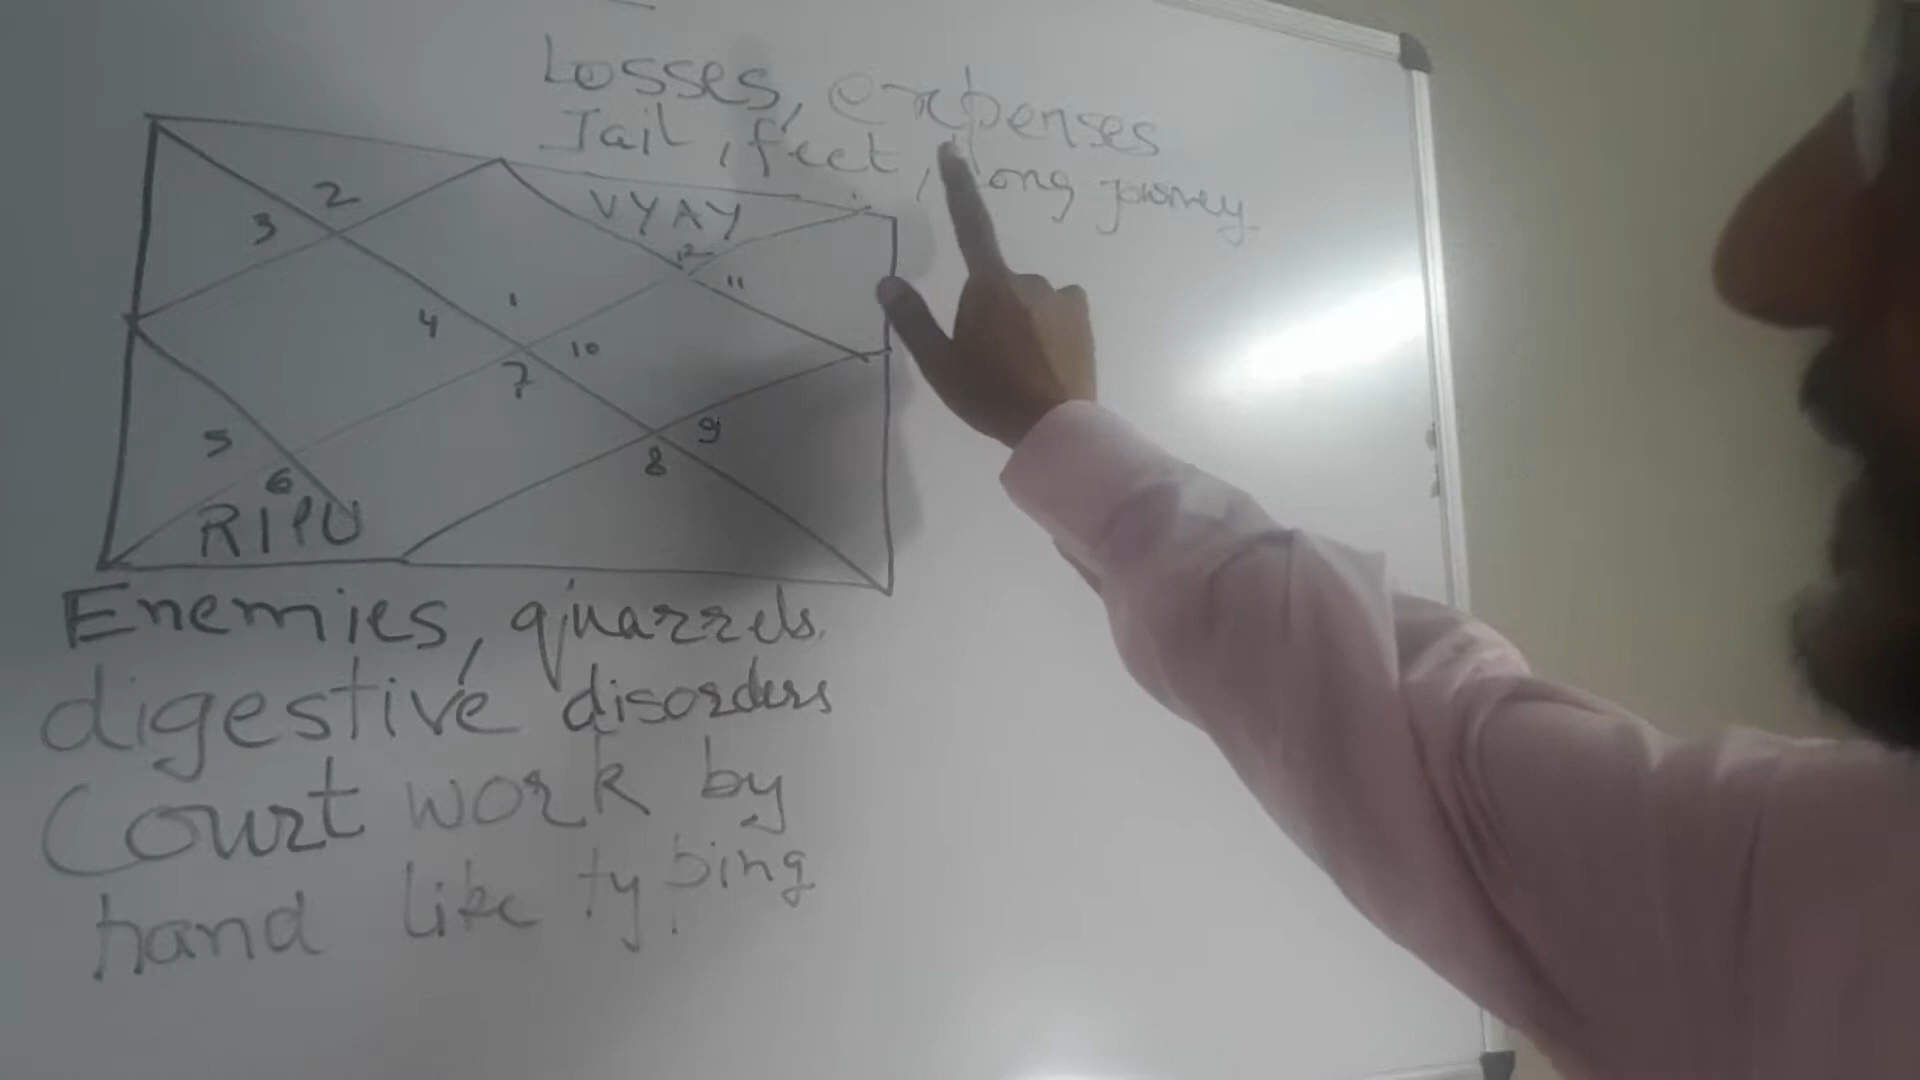 Losses, expenses
Jail, feet, long journey
VYAY
2
3
12
11
1
4
10
7
5
9
8
6
RIPU
Enemies, quarrels
digestive disorders
Court work by
hand like typing